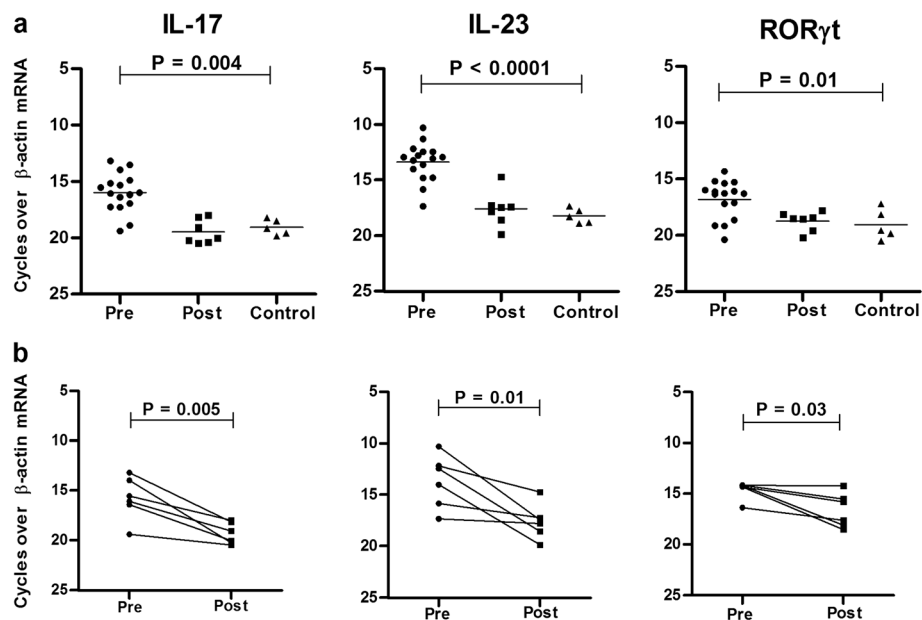 a
IL-17
IL-23
RORγt
Cycles over β-actin mRNA
5
10
15
20
25
P = 0.004
Pre
Post
Control
5
10
15
20
25
P < 0.0001
Pre
Post
Control
5
10
15
20
25
P = 0.01
Pre
Post
Control
b
Cycles over β-actin mRNA
5
10
15
20
25
P = 0.005
Pre
Post
5
10
15
20
25
P = 0.01
Pre
Post
5
10
15
20
25
P = 0.03
Pre
Post